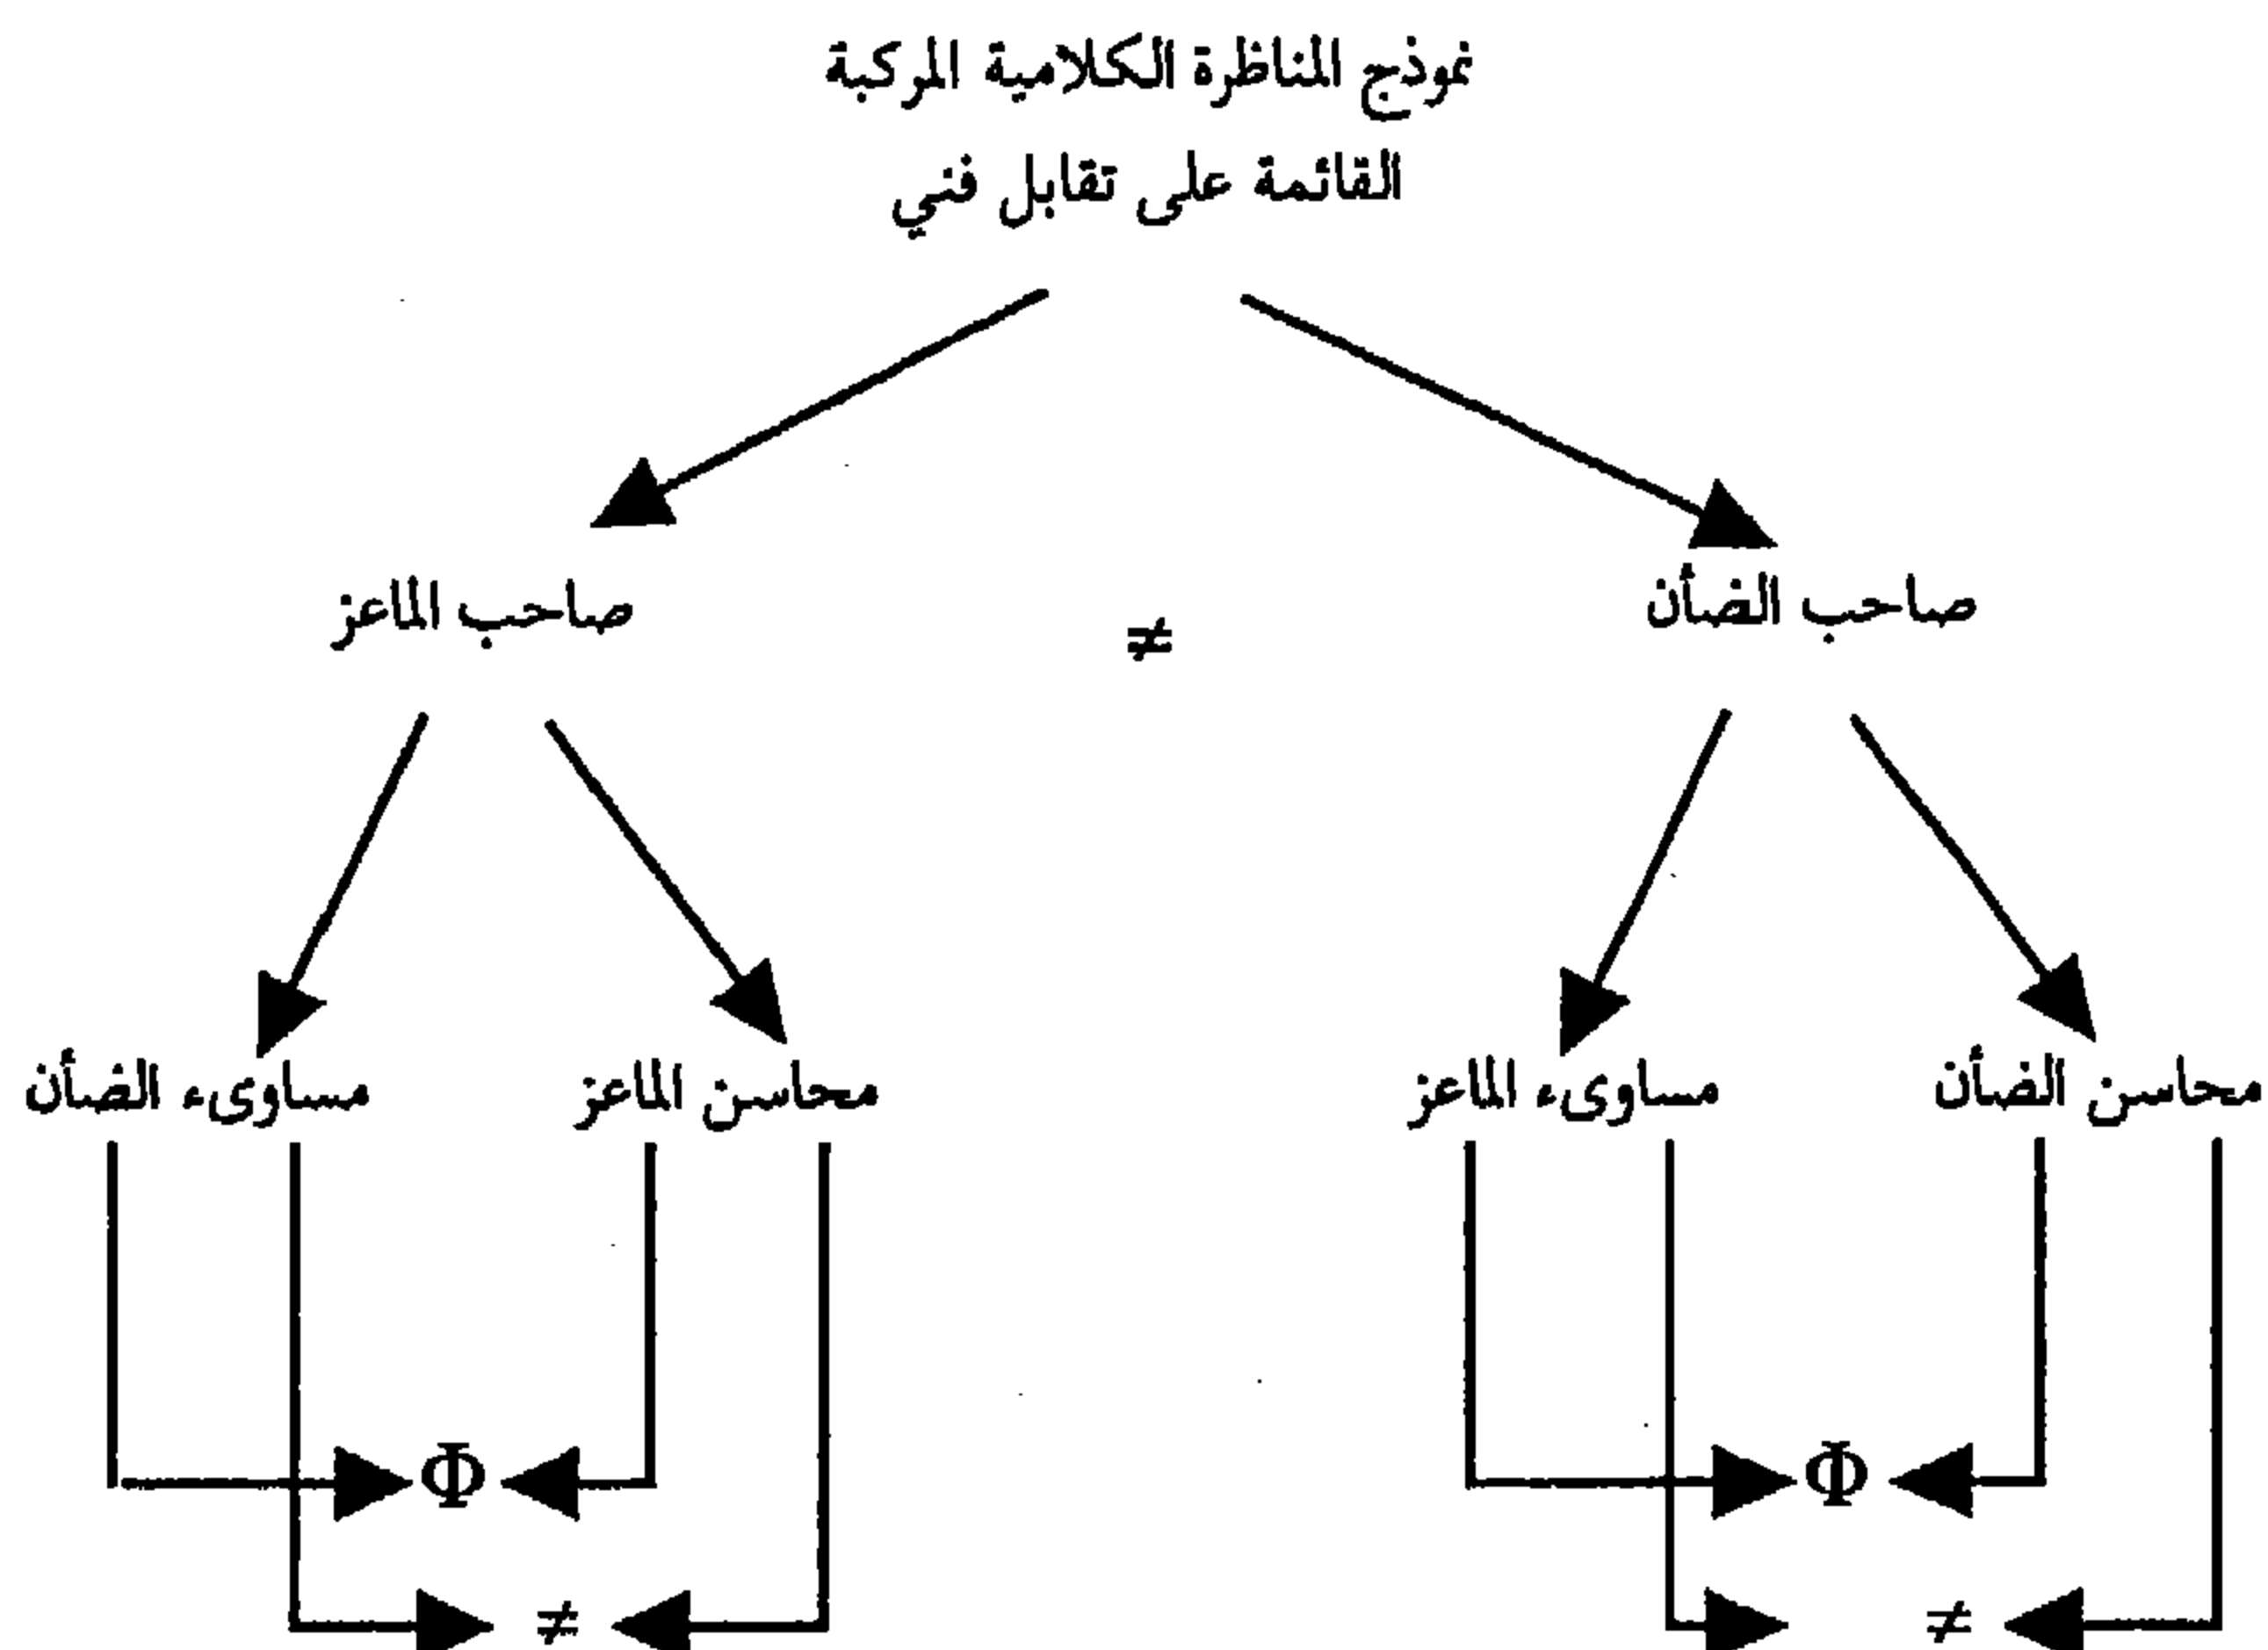 نموذج المناظرة الكلامية المركبة
القائمة على تقابل فني
صاحب الضأن ≠ صاحب الماعز
محاسن الضأن مساوىء الماعز محاسن الماعز مساوىء الضأن
Φ Φ
≠ ≠